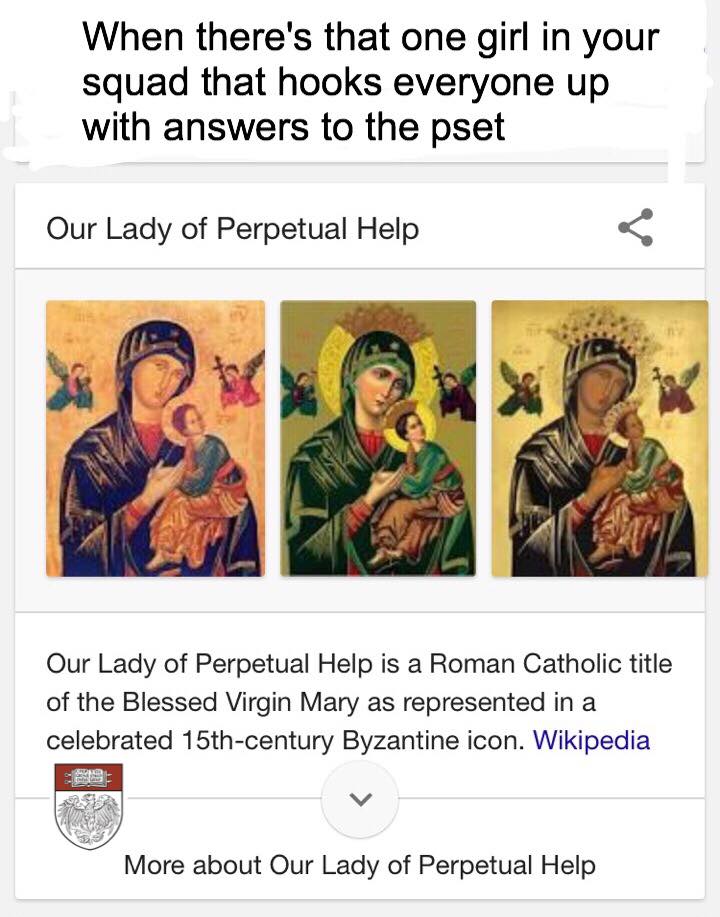 When there's that one girl in your
squad that hooks everyone up
with answers to the pset
Our Lady of Perpetual Help
Our Lady of Perpetual Help is a Roman Catholic title
of the Blessed Virgin Mary as represented in a
celebrated 15th-century Byzantine icon. Wikipedia
More about Our Lady of Perpetual Help